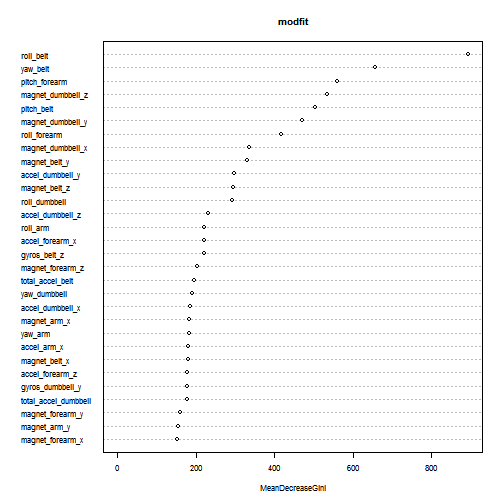 modfit
roll_belt
yaw_belt
pitch_forearm
magnet_dumbbell_z
pitch_belt
magnet_dumbbell_y
roll_forearm
magnet_dumbbell_x
magnet_belt_y
accel_dumbbell_y
magnet_belt_z
roll_dumbbell
accel_dumbbell_z
roll_arm
accel_forearm_x
gyros_belt_z
magnet_forearm_z
total_accel_belt
yaw_dumbbell
accel_dumbbell_x
magnet_arm_x
yaw_arm
accel_arm_x
magnet_belt_x
accel_forearm_z
gyros_dumbbell_y
total_accel_dumbbell
magnet_forearm_y
magnet_arm_y
magnet_forearm_x
0 200 400 600 800
MeanDecreaseGini